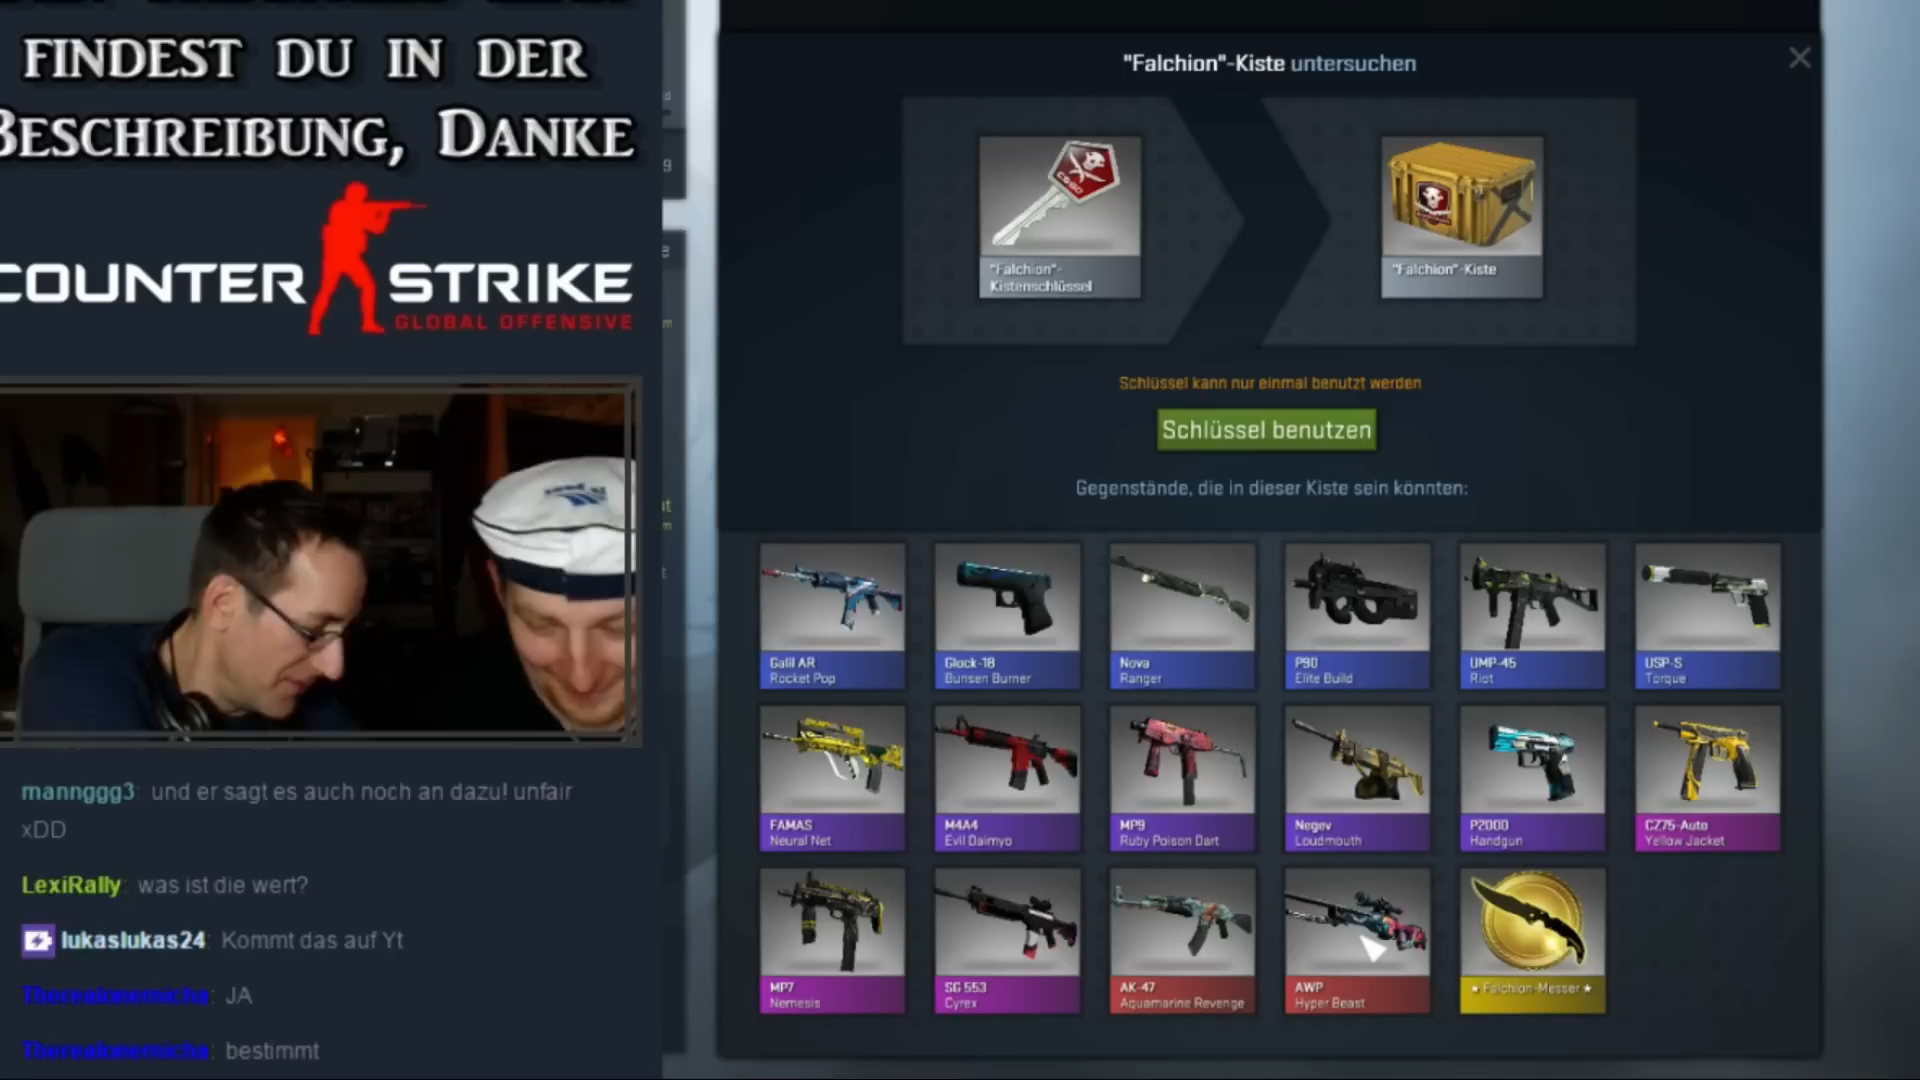 FINDEST DU IN DER
BESCHREIBUNG, DANKE
COUNTER STRIKE
GLOBAL OFFENSIVE
mannggg3: und er sagt es auch noch an dazu! unfair
xDD
LexiRally: was ist die wert?
lukaslukas24: Kommt das auf Yt
JA
bestimmt
"Falchion"-Kiste untersuchen
"Falchion"-
Kistenschlüssel
"Falchion"-Kiste
Schlüssel kann nur einmal benutzt werden
Schlüssel benutzen
Gegenstände, die in dieser Kiste sein könnten:
Galil AR
Rocket Pop
Glock-18
Bunsen Burner
Nova
Ranger
P90
Elite Build
UMP-45
Riot
USP-S
Torque
FAMAS
Neural Net
M4A4
Evil Daimyo
MP9
Ruby Poison Dart
Negev
Loudmouth
P2000
Handgun
CZ75-Auto
Yellow Jacket
MP7
Nemesis
SG 553
Cyrex
AK-47
Aquamarine Revenge
AWP
Hyper Beast
★ Falchion-Messer ★